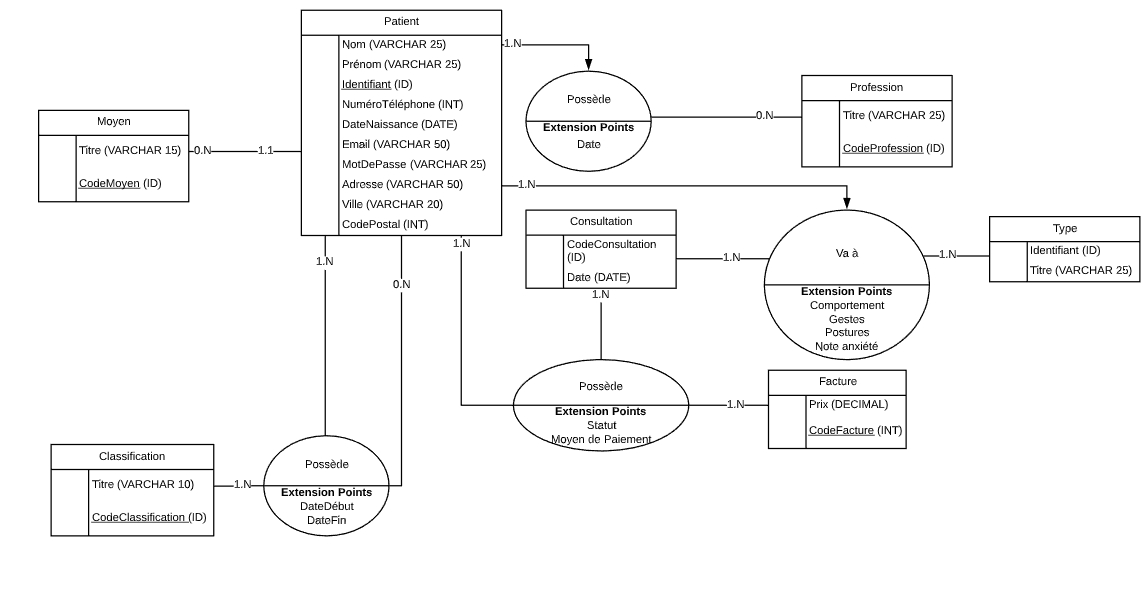 Patient
Nom (VARCHAR 25)
Prénom (VARCHAR 25)
Identifiant (ID)
NuméroTéléphone (INT)
DateNaissance (DATE)
Email (VARCHAR 50)
MotDePasse (VARCHAR 25)
Adresse (VARCHAR 50)
Ville (VARCHAR 20)
CodePostal (INT)
Moyen
Titre (VARCHAR 15)
CodeMoyen (ID)
0.N
1.1
1.N
Possède
Extension Points
Date
0.N
Profession
Titre (VARCHAR 25)
CodeProfession (ID)
1.N
Consultation
CodeConsultation
(ID)
Date (DATE)
1.N
Va à
Extension Points
Comportement
Gestes
Postures
Note anxiété
1.N
Type
Identifiant (ID)
Titre (VARCHAR 25)
1.N
0.N
1.N
1.N
Possède
Extension Points
Statut
Moyen de Paiement
1.N
Facture
Prix (DECIMAL)
CodeFacture (INT)
Classification
Titre (VARCHAR 10)
CodeClassification (ID)
1.N
Possède
Extension Points
DateDébut
DateFin